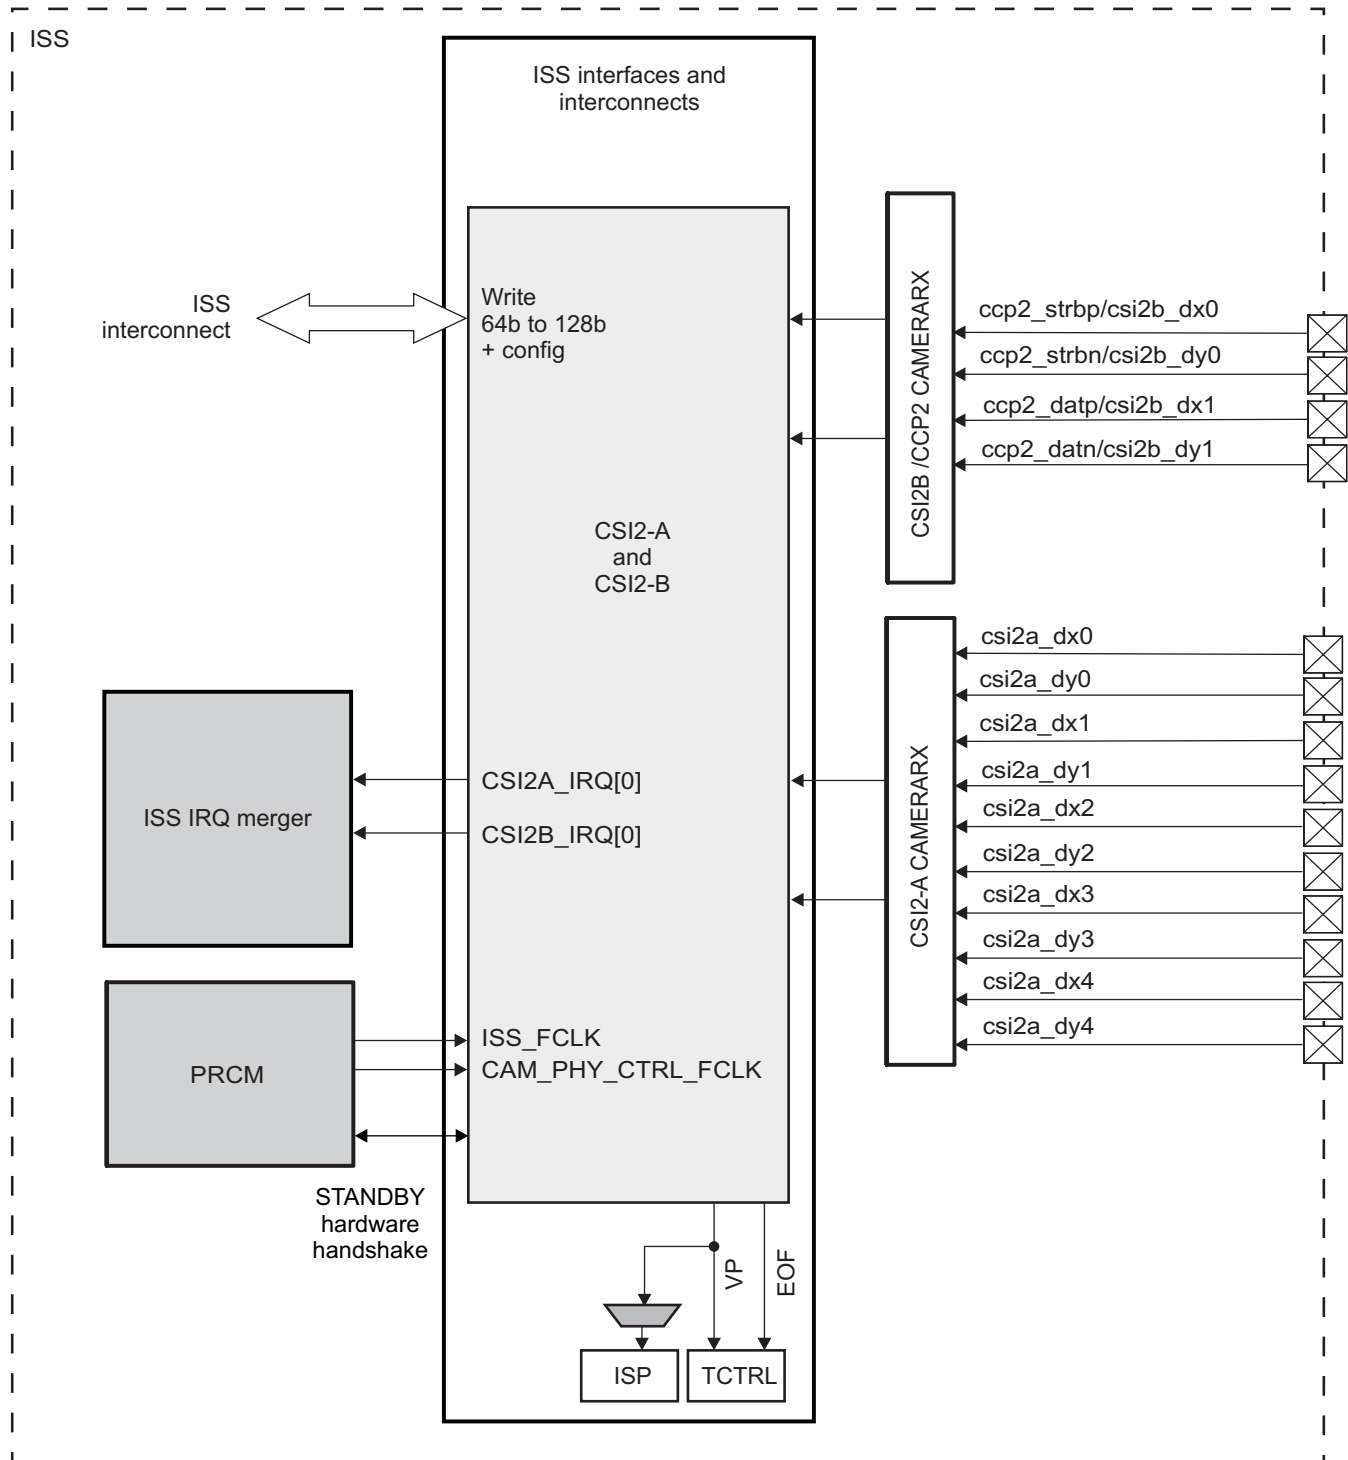 ISS
ISS interfaces and
interconnects
ISS
interconnect
Write
64b to 128b
+ config
CSI2-A
and
CSI2-B
CSI2B /CCP2 CAMERARX
ccp2_strbp/csi2b_dx0
ccp2_strbn/csi2b_dy0
ccp2_datp/csi2b_dx1
ccp2_datn/csi2b_dy1
CSI2-A CAMERARX
csi2a_dx0
csi2a_dy0
csi2a_dx1
csi2a_dy1
csi2a_dx2
csi2a_dy2
csi2a_dx3
csi2a_dy3
csi2a_dx4
csi2a_dy4
ISS IRQ merger
CSI2A_IRQ[0]
CSI2B_IRQ[0]
PRCM
ISS_FCLK
CAM_PHY_CTRL_FCLK
STANDBY
hardware
handshake
VP
EOF
ISP
TCTRL